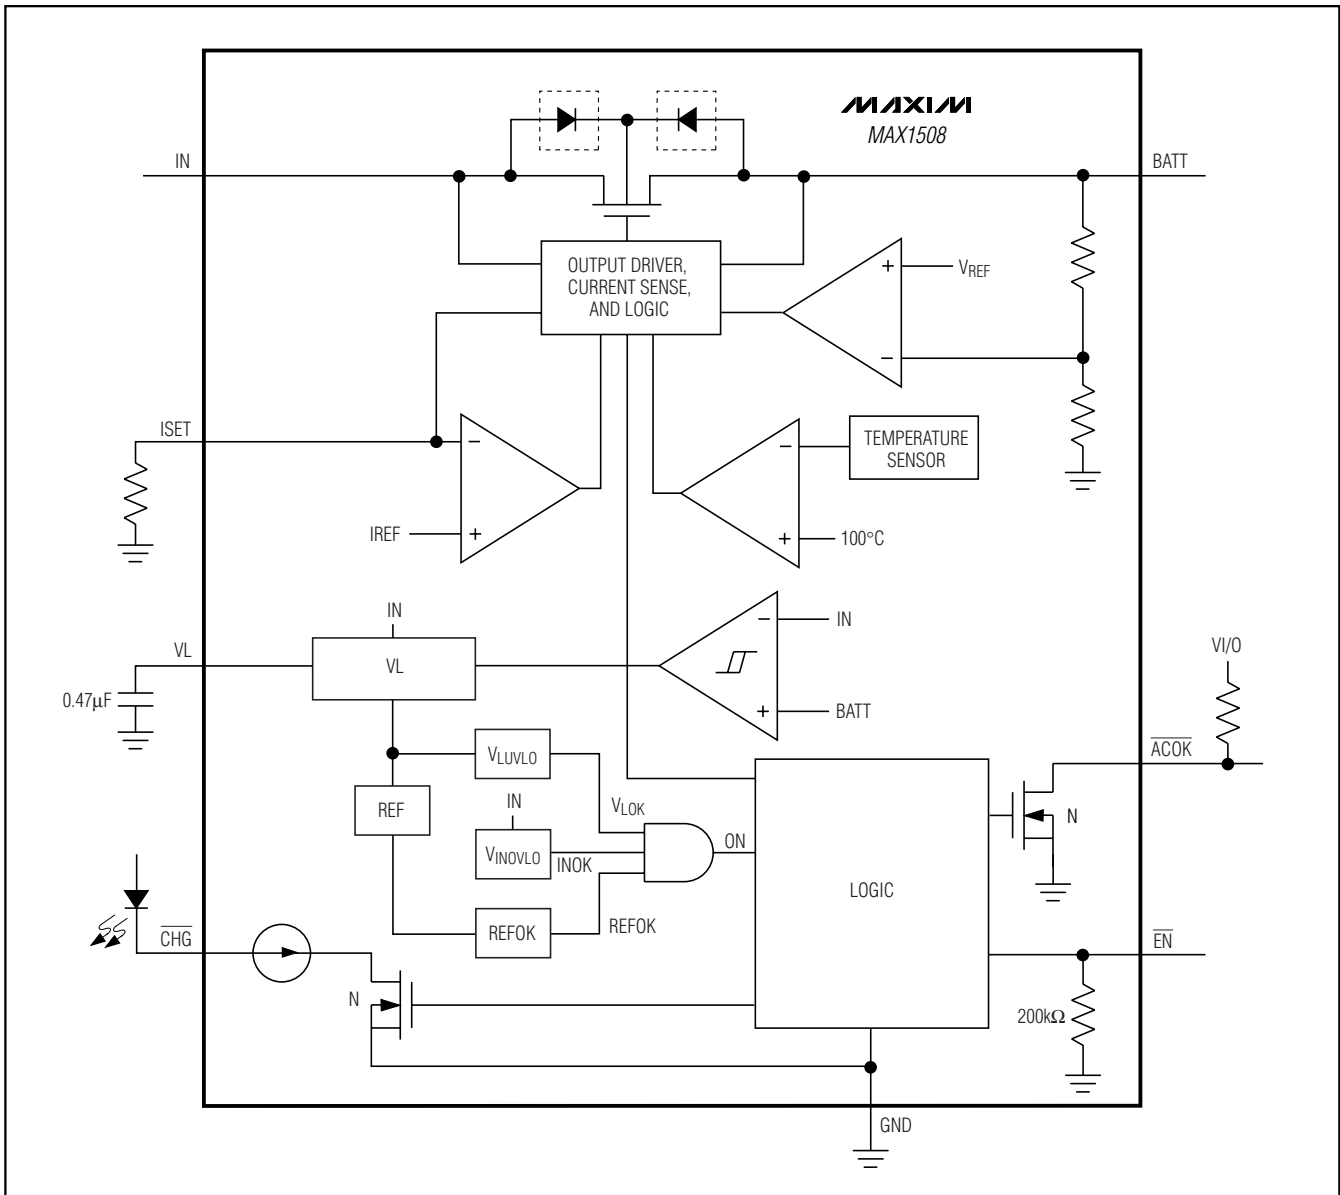 MAXIM
MAX1508
IN
BATT
OUTPUT DRIVER,
CURRENT SENSE,
AND LOGIC
+
VREF
−
ISET
−
TEMPERATURE
SENSOR
−
IREF
+
+
100°C
IN
−
IN
VL
VL
VI/O
0.47µF
+
BATT
ACOK
VLUVLO
REF
IN
VLOK
N
VINOVLO
INOK
ON
LOGIC
CHG
REFOK
REFOK
EN
N
200kΩ
GND